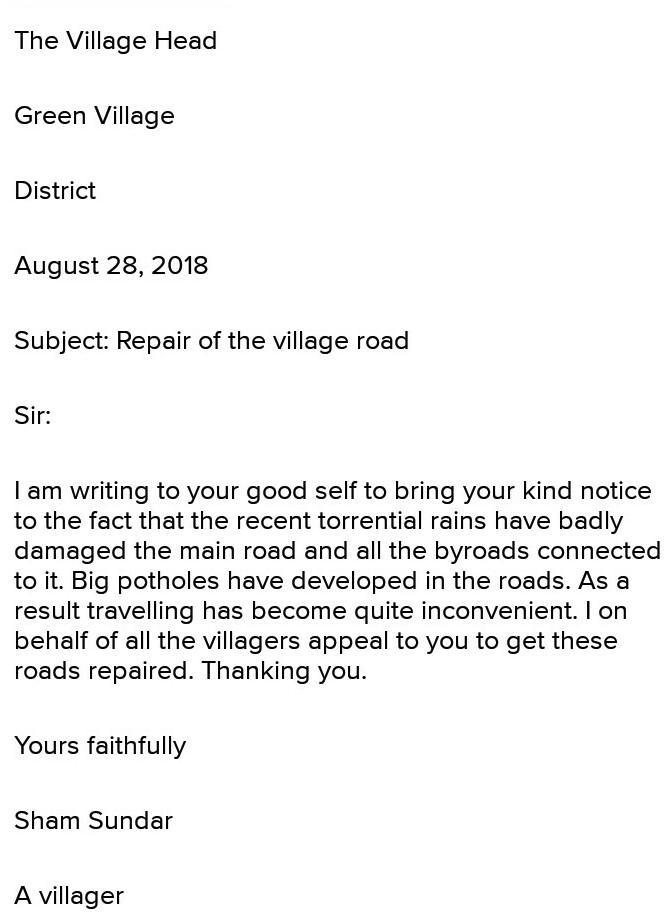 The Village Head
Green Village
District
August 28, 2018
Subject: Repair of the village road
Sir:
I am writing to your good self to bring your kind notice
to the fact that the recent torrential rains have badly
damaged the main road and all the byroads connected
to it. Big potholes have developed in the roads. As a
result travelling has become quite inconvenient. I on
behalf of all the villagers appeal to you to get these
roads repaired. Thanking you.
Yours faithfully
Sham Sundar
A villager